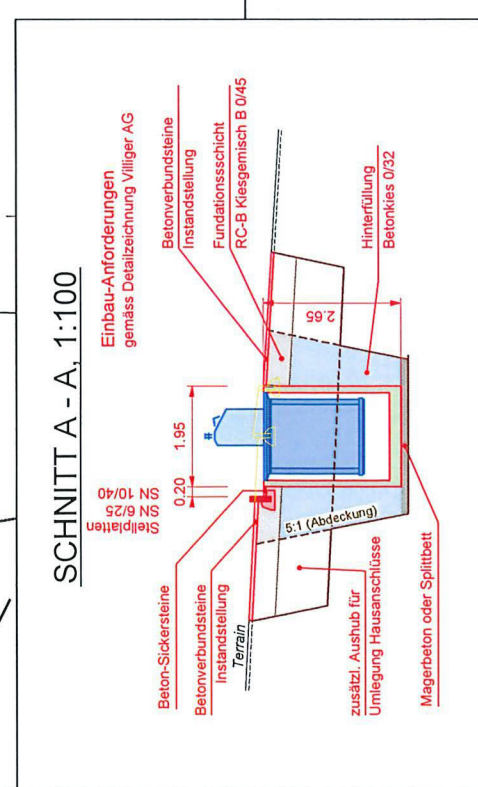 SCHNITT A - A, 1:100
Einbau-Anforderungen
gemäss Detailzeichnung Villiger AG
Stellplatten
SN 6/25
SN 10/40
Beton-Sickersteine
Betonverbundsteine
Instandstellung
Terrain
0.20
1.95
Betonverbundsteine
Instandstellung
Fundationssschicht
RC-B Kiesgemisch B 0/45
2.65
5:1 (Abdeckung)
zusätzl. Aushub für
Umlegung Hausanschlüsse
Hinterfüllung
Betonkies 0/32
Magerbeton oder Splittbett